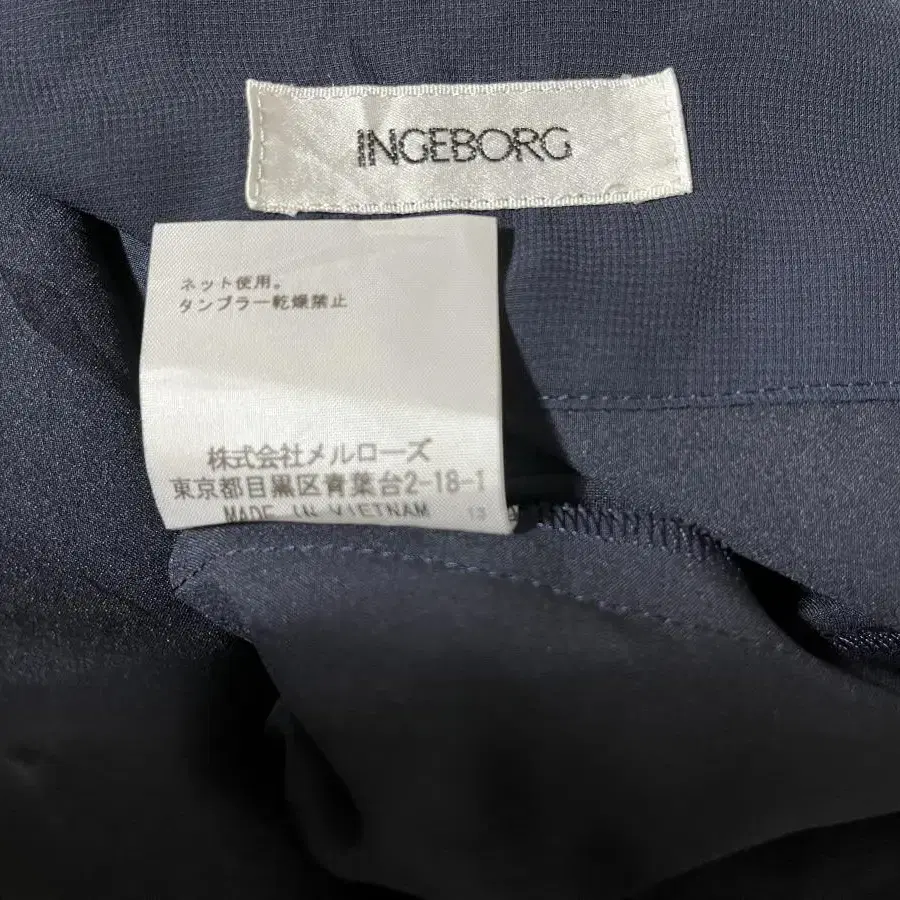 INGEBORG
ネット使用。
タンブラー乾燥禁止
株式会社メルローズ
東京都目黒区青葉台2-18-1
MADE IN VIETNAM 13